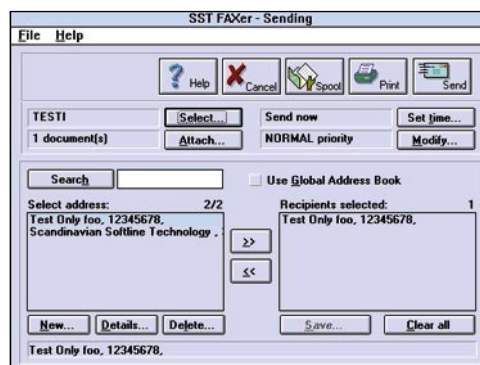 SST FAXer - Sending
File Help
Help Cancel Spool Print Send
TESTI Select... Send now Set time...
1 document(s) Attach... NORMAL priority Modify...
Search Use Global Address Book
Select address: 2/2 Recipients selected: 1
Test Only foo, 12345678, Test Only foo, 12345678,
Scandinavian Softline Technology ,
>>
<<
New... Details... Delete... Save... Clear all
Test Only foo, 12345678,